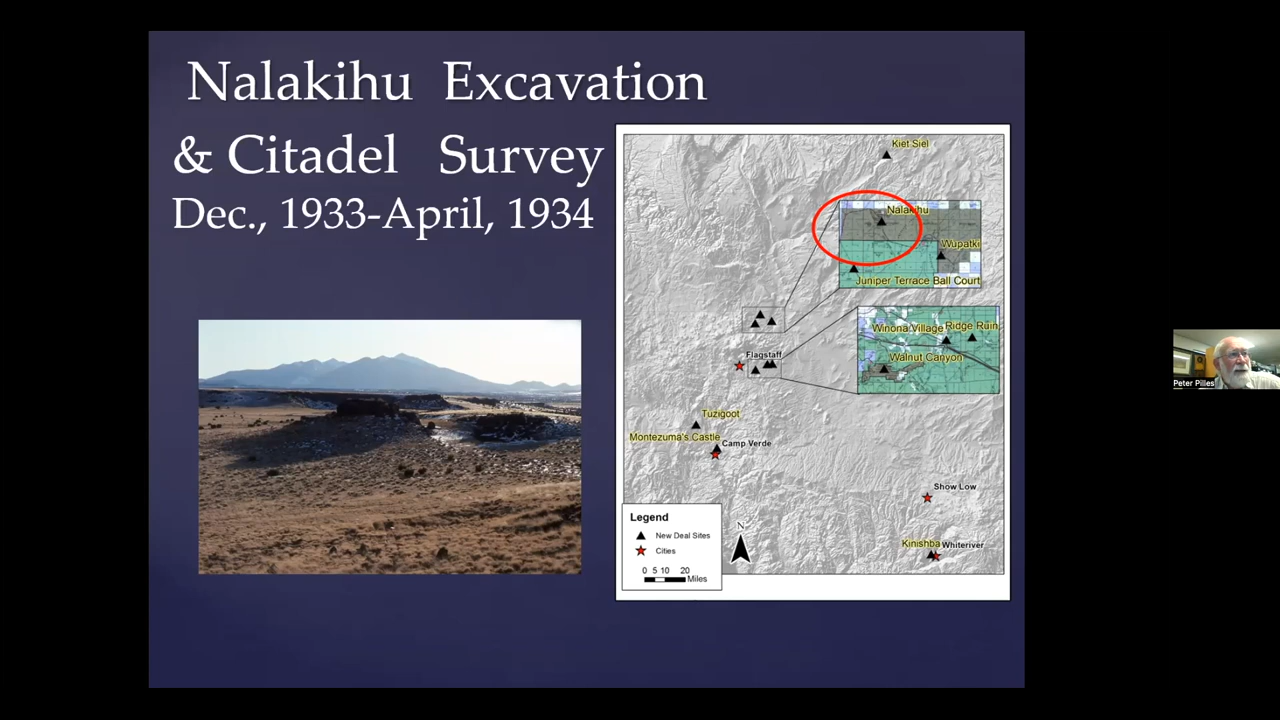 Nalakihu Excavation
& Citadel Survey
Dec., 1933-April, 1934
Kiet Siel
Nalakihu
Wupatki
Juniper Terrace Ball Court
Winona Village
Ridge Ruin
Walnut Canyon
Flagstaff
Tuzigoot
Montezuma's Castle
Camp Verde
Show Low
Kinishba
Whiteriver
Legend
New Deal Sites
Cities
0 5 10 20
Miles
N
Peter Pilles